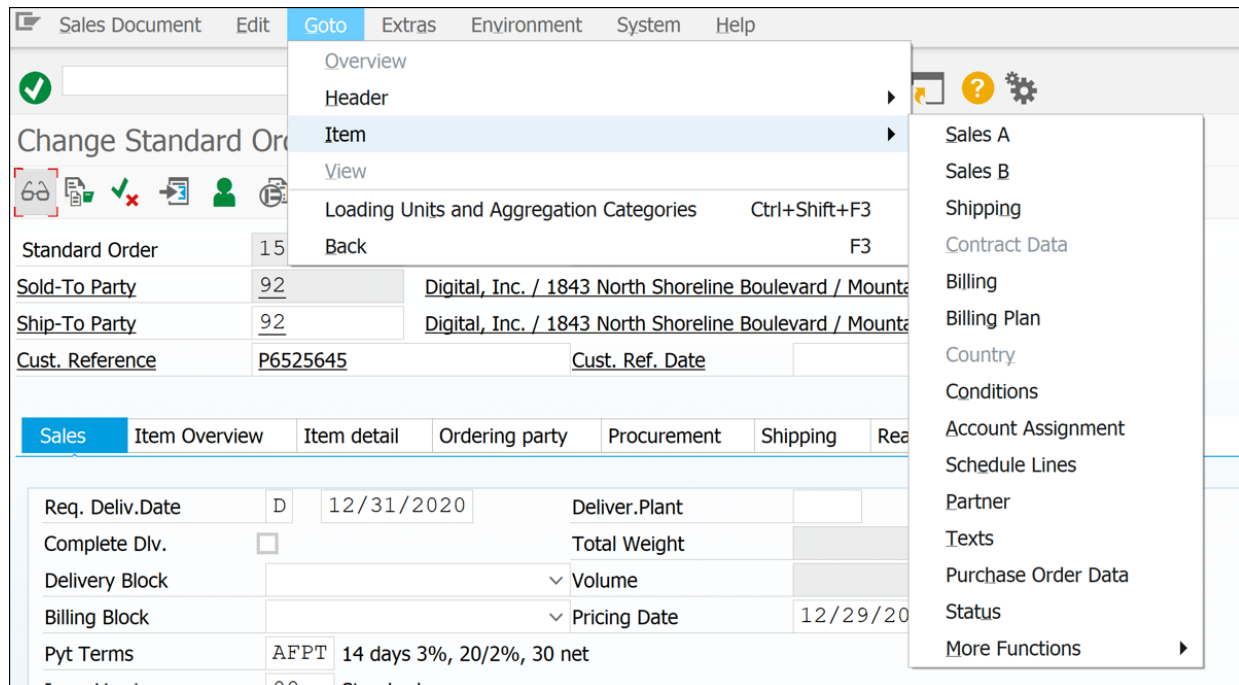 Sales Document Edit Goto Extras Environment System Help
Overview
Header
Item
View
Loading Units and Aggregation Categories Ctrl+Shift+F3
Back F3
Sales A
Sales B
Shipping
Contract Data
Billing
Billing Plan
Country
Conditions
Account Assignment
Schedule Lines
Partner
Texts
Purchase Order Data
Status
More Functions
Change Standard
Standard Order 15
Sold-To Party 92 Digital, Inc. / 1843 North Shoreline Boulevard /
Ship-To Party 92 Digital, Inc. / 1843 North Shoreline Boulevard /
Cust. Reference P6525645 Cust. Ref. Date
Sales Item Overview Item detail Ordering party Procurement Shipping
Req. Deliv.Date D 12/31/2020 Deliver.Plant
Complete Dlv. Total Weight
Delivery Block Volume
Billing Block Pricing Date 12/29/20
Pyt Terms AFPT 14 days 3%, 20/2%, 30 net